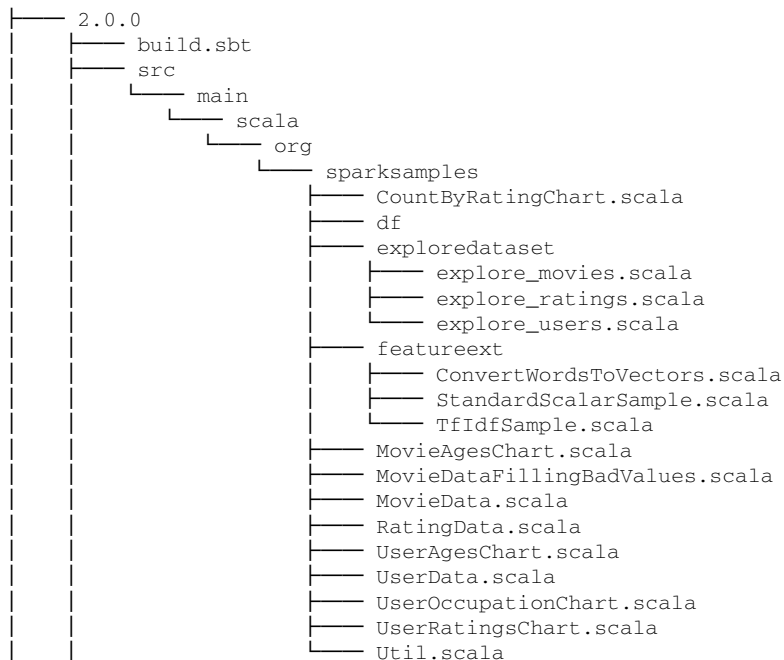 2.0.0
build.sbt
src
main
scala
org
sparksamples
CountByRatingChart.scala
df
exploredataset
explore_movies.scala
explore_ratings.scala
explore_users.scala
featureext
ConvertWordsToVectors.scala
StandardScalarSample.scala
TfIdfSample.scala
MovieAgesChart.scala
MovieDataFillingBadValues.scala
MovieData.scala
RatingData.scala
UserAgesChart.scala
UserData.scala
UserOccupationChart.scala
UserRatingsChart.scala
Util.scala